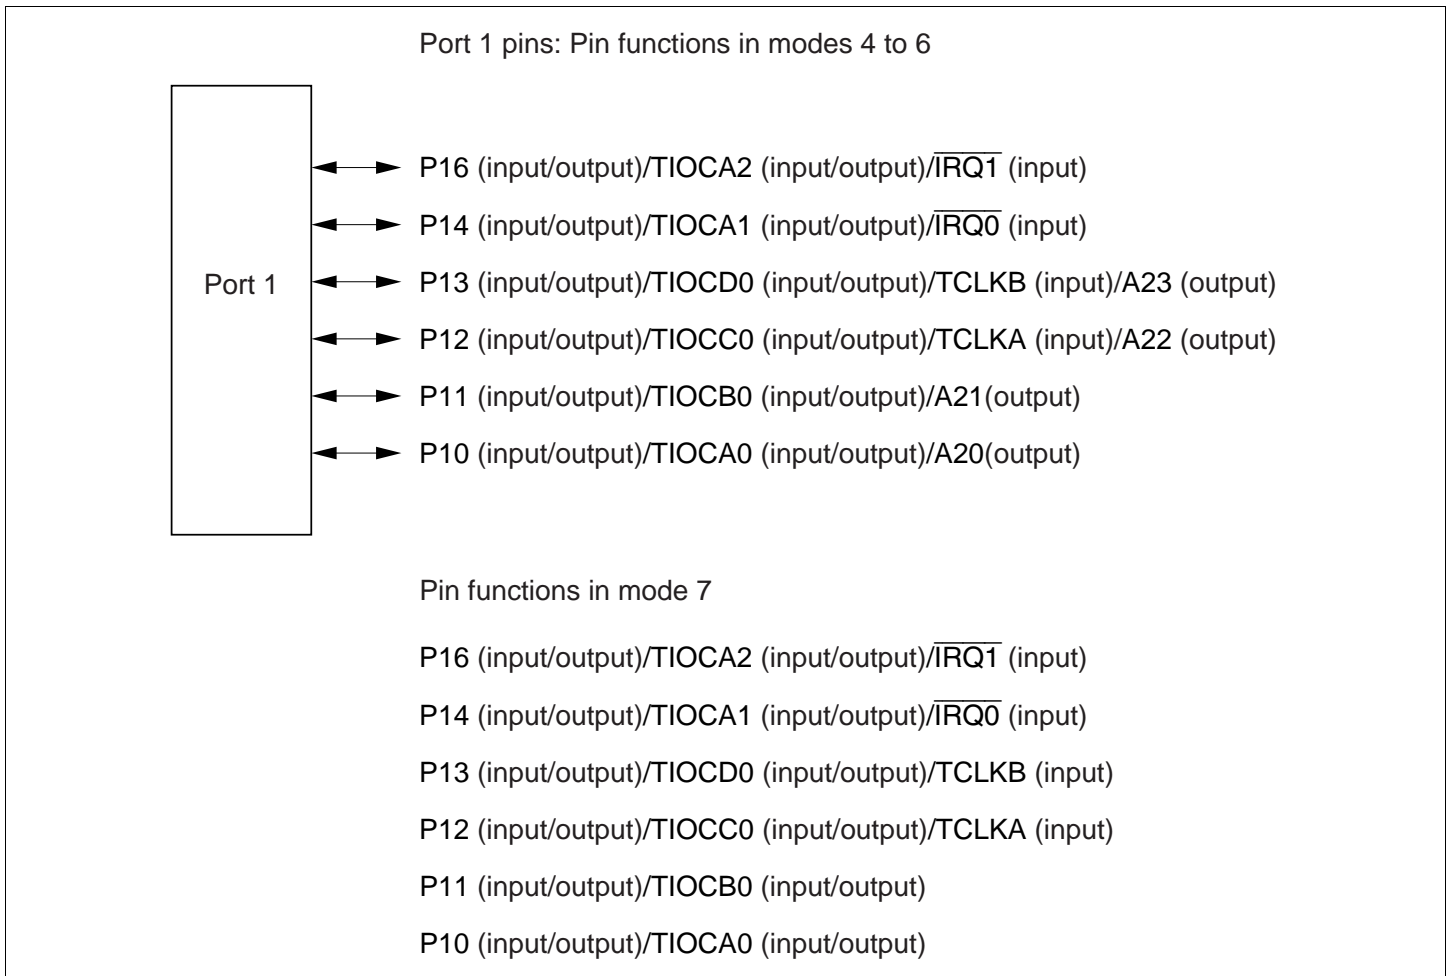 Port 1 pins: Pin functions in modes 4 to 6
P16 (input/output)/TIOCA2 (input/output)/I̅R̅Q̅1̅ (input)
P14 (input/output)/TIOCA1 (input/output)/I̅R̅Q̅0̅ (input)
Port 1
P13 (input/output)/TIOCD0 (input/output)/TCLKB (input)/A23 (output)
P12 (input/output)/TIOCC0 (input/output)/TCLKA (input)/A22 (output)
P11 (input/output)/TIOCB0 (input/output)/A21(output)
P10 (input/output)/TIOCA0 (input/output)/A20(output)
Pin functions in mode 7
P16 (input/output)/TIOCA2 (input/output)/I̅R̅Q̅1̅ (input)
P14 (input/output)/TIOCA1 (input/output)/I̅R̅Q̅0̅ (input)
P13 (input/output)/TIOCD0 (input/output)/TCLKB (input)
P12 (input/output)/TIOCC0 (input/output)/TCLKA (input)
P11 (input/output)/TIOCB0 (input/output)
P10 (input/output)/TIOCA0 (input/output)